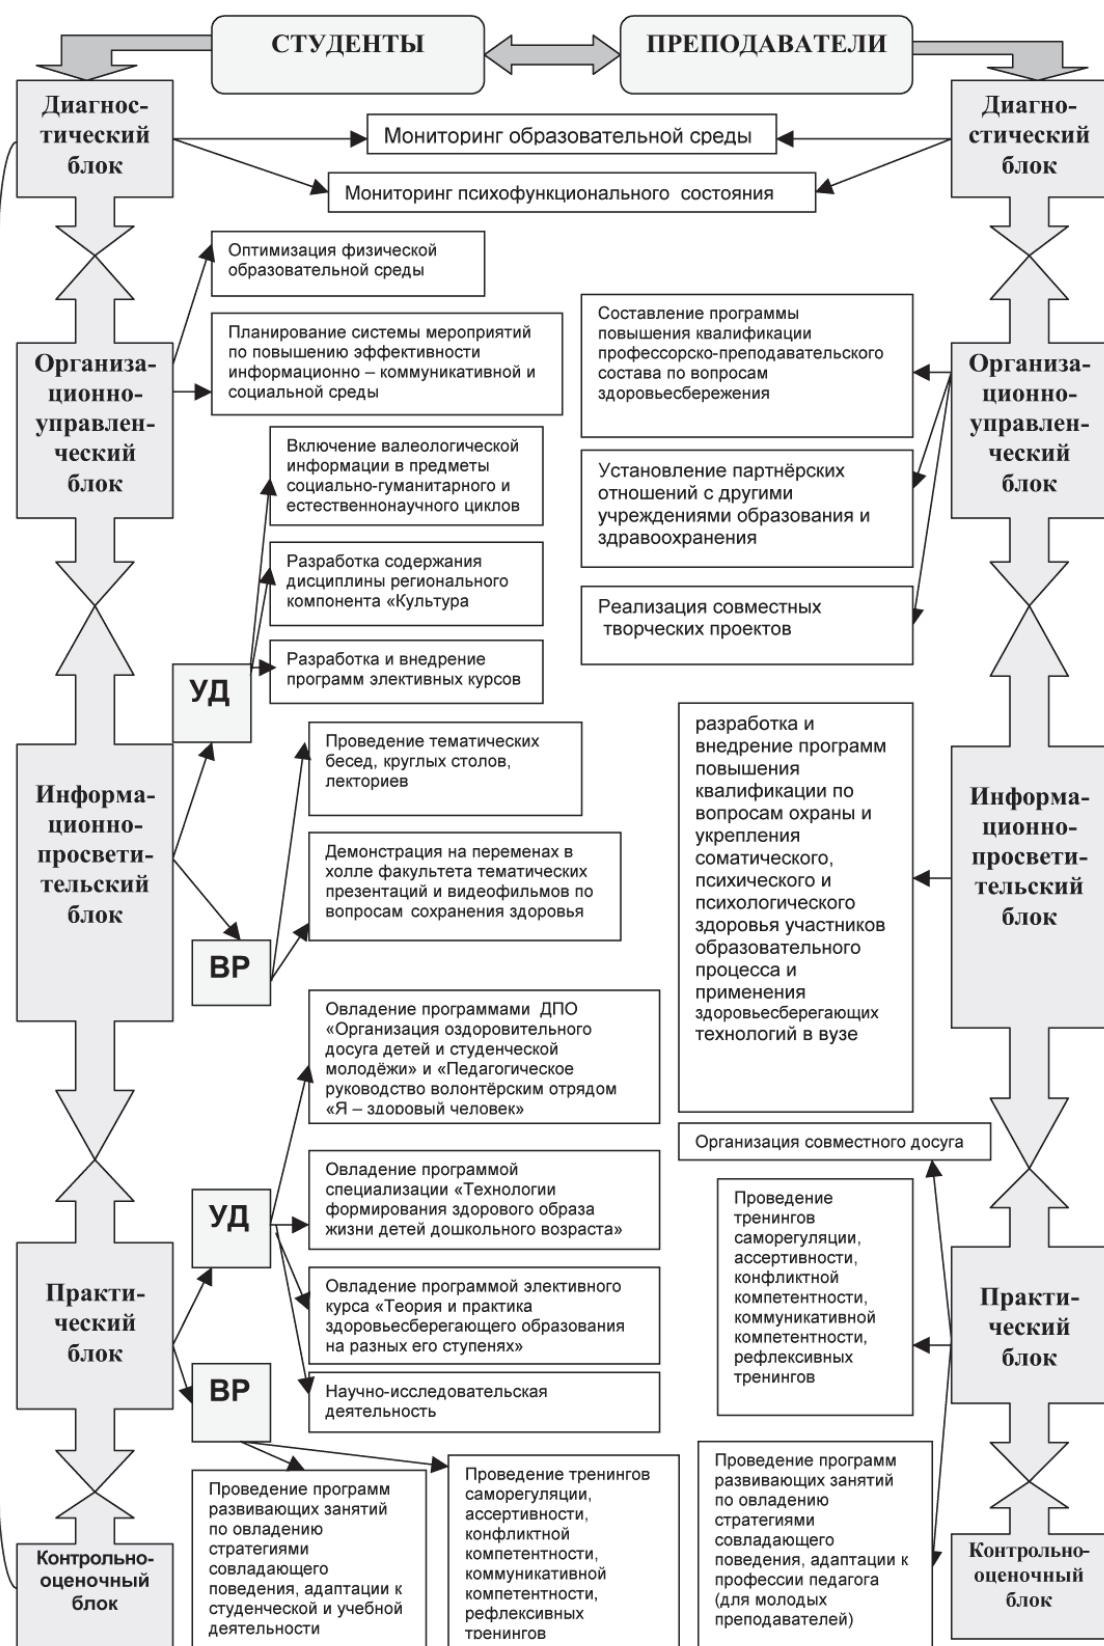 СТУДЕНТЫ
ПРЕПОДАВАТЕЛИ
Диагнос-
тический
блок
Мониторинг образовательной среды
Мониторинг психофункционального состояния
Диагно-
стический
блок
Оптимизация физической
образовательной среды
Планирование системы мероприятий
по повышению эффективности
информационно – коммуникативной и
социальной среды
Организа-
ционно-
управлен-
ческий
блок
Составление программы
повышения квалификации
профессорско-преподавательского
состава по вопросам
здоровьесбережения
Установление партнёрских
отношений с другими
учреждениями образования и
здравоохранения
Реализация совместных
творческих проектов
Организа-
ционно-
управлен-
ческий
блок
Включение валеологической
информации в предметы
социально-гуманитарного и
естественнонаучного циклов
Разработка содержания
дисциплины регионального
компонента «Культура
Разработка и внедрение
программ элективных курсов
УД
Информа-
ционно-
просвети-
тельский
блок
Проведение тематических
бесед, круглых столов,
лекториев
Демонстрация на переменах в
холле факультета тематических
презентаций и видеофильмов по
вопросам сохранения здоровья
ВР
разработка и
внедрение программ
повышения
квалификации по
вопросам охраны и
укрепления
соматического,
психического и
психологического
здоровья участников
образовательного
процесса и
применения
здоровьесберегающих
технологий в вузе
Информа-
ционно-
просвети-
тельский
блок
Овладение программами ДПО
«Организация оздоровительного
досуга детей и студенческой
молодёжи» и «Педагогическое
руководство волонтёрским отрядом
«Я – здоровый человек»
Овладение программой
специализации «Технологии
формирования здорового образа
жизни детей дошкольного возраста»
УД
Овладение программой элективного
курса «Теория и практика
здоровьесберегающего образования
на разных его ступенях»
Научно-исследовательская
деятельность
Практи-
ческий
блок
ВР
Организация совместного досуга
Проведение
тренингов
саморегуляции,
ассертивности,
конфликтной
компетентности,
коммуникативной
компетентности,
рефлексивных
тренингов
Практи-
ческий
блок
Проведение программ
развивающих занятий
по овладению
стратегиями
совладающего
поведения, адаптации к
студенческой и учебной
деятельности
Проведение тренингов
саморегуляции,
ассертивности,
конфликтной
компетентности,
коммуникативной
компетентности,
рефлексивных
тренингов
Проведение программ
развивающих занятий
по овладению
стратегиями
совладающего
поведения, адаптации к
профессии педагога
(для молодых
преподавателей)
Контрольно-
оценочный
блок
Контрольно-
оценочный
блок